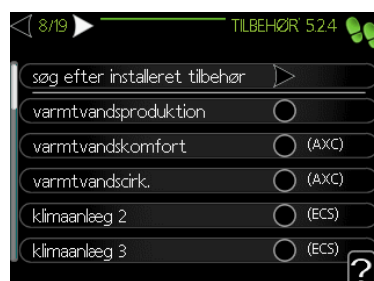 8/19 TILBEHØR 5.2.4
søg efter installeret tilbehør
varmtvandsproduktion
varmtvandskomfort (AXC)
varmtvandscirk. (AXC)
klimaanlæg 2 (ECS)
klimaanlæg 3 (ECS)
?